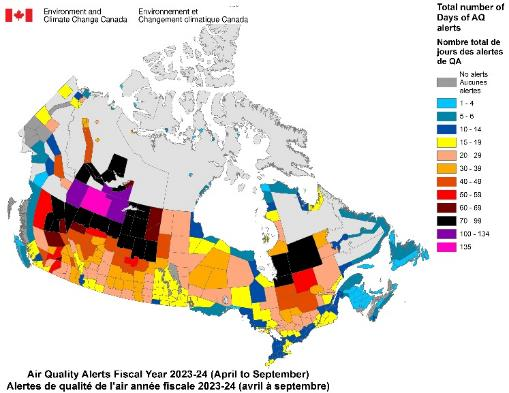 Environment and
Climate Change Canada
Environnement et
Changement climatique Canada
Total number of
Days of AQ
alerts
Nombre total de
jours des alertes
de QA
No alerts
Aucunes
alertes
1 - 4
5 - 6
10 - 14
15 - 19
20 - 29
30 - 39
40 - 49
50 - 59
60 - 69
70 - 99
100 - 134
135
Air Quality Alerts Fiscal Year 2023-24 (April to September)
Alertes de qualité de l'air année fiscale 2023-24 (avril à septembre)